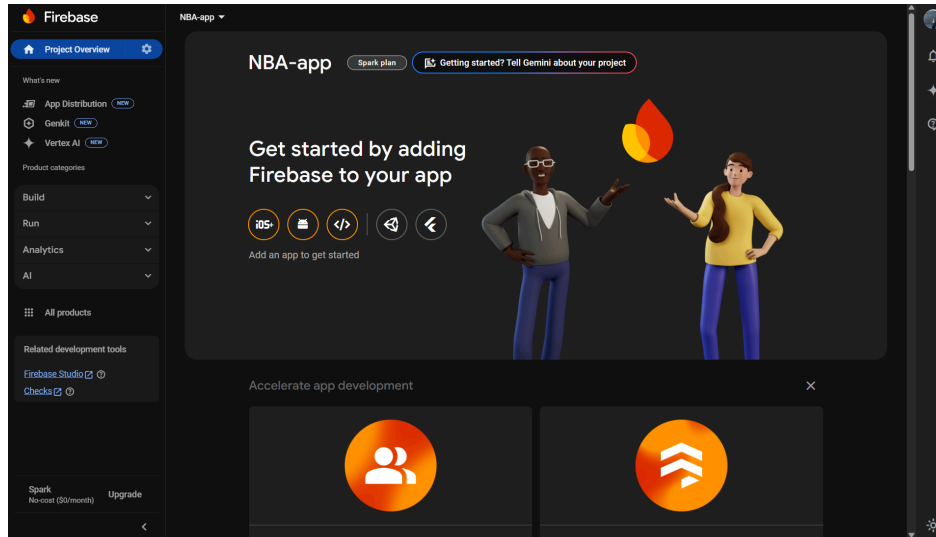 Firebase
NBA-app
Project Overview
What's new
App Distribution NEW
Genkit NEW
Vertex AI NEW
Product categories
Build
Run
Analytics
AI
All products
Related development tools
Firebase Studio
Checks
Spark
No-cost ($0/month)
Upgrade
NBA-app
Spark plan
Getting started? Tell Gemini about your project
Get started by adding
Firebase to your app
iOS+
Add an app to get started
Accelerate app development